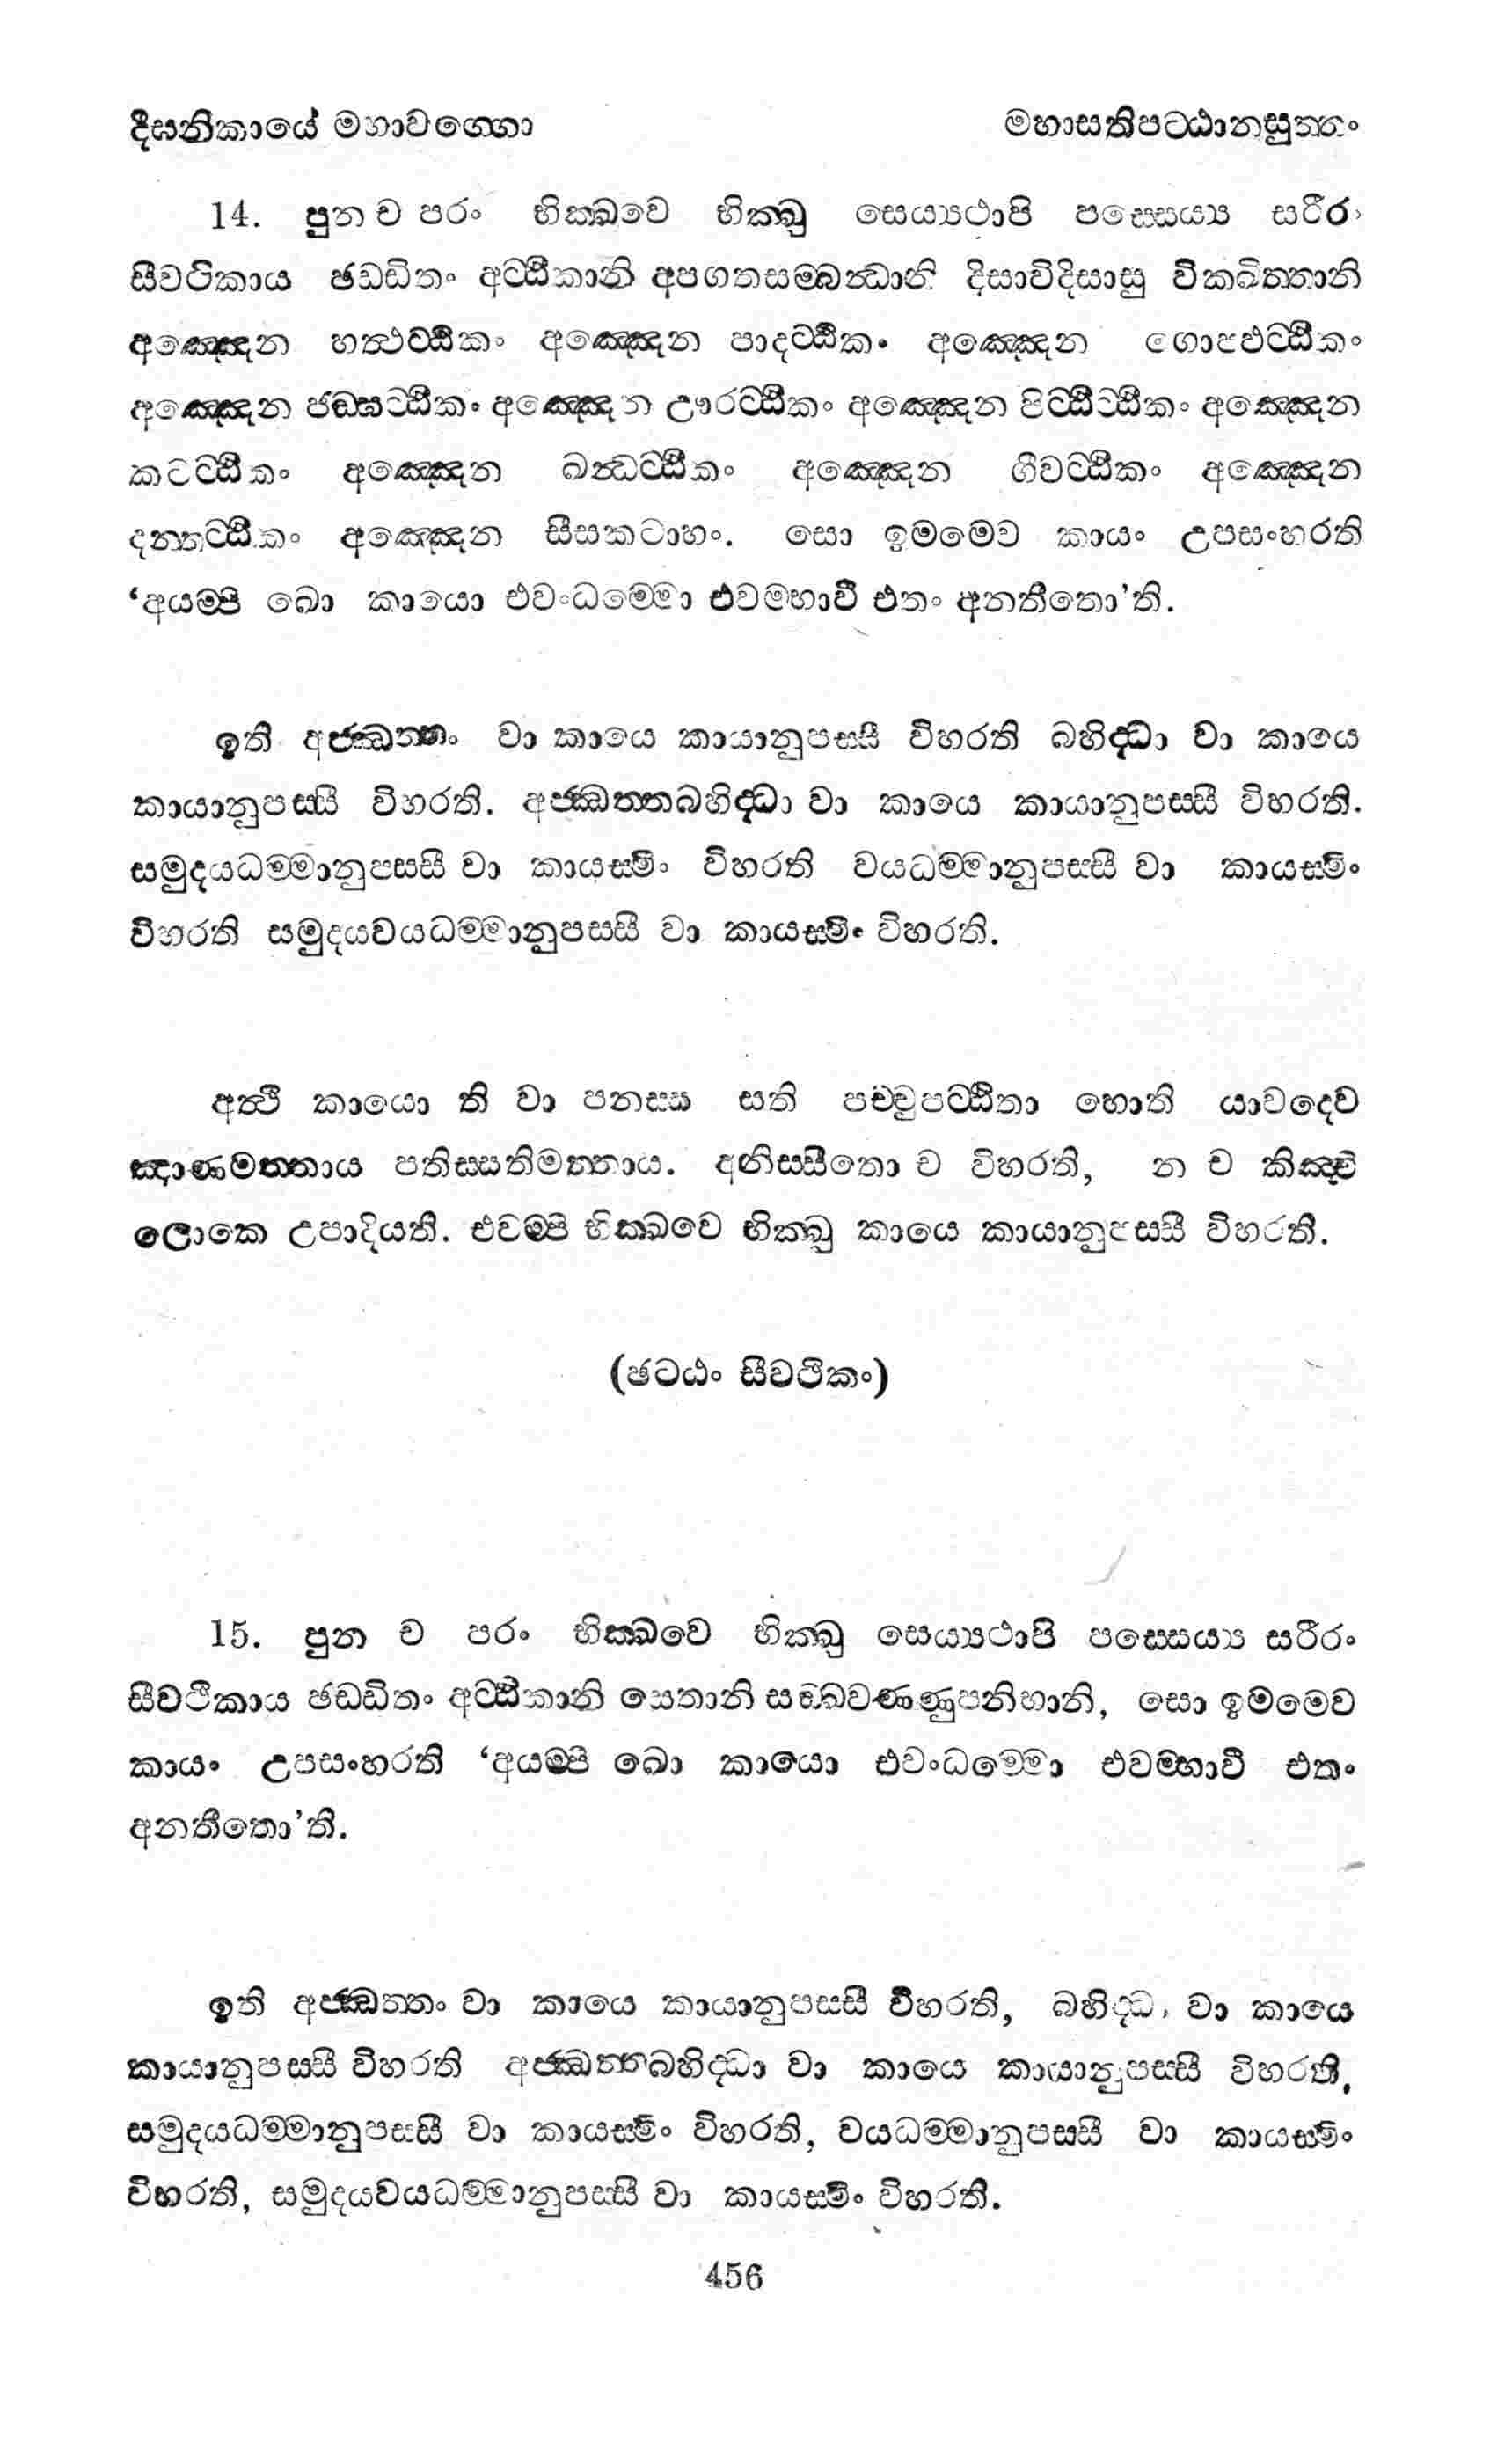 දීඝනිකායේ මහාවග්ගො මහාසතිපට්ඨානසුත්තං
14. පුන ච පරං භික්ඛවෙ භික්ඛු සෙය්‍යථාපි පස්සෙය්‍ය සරීරං
සීවථිකාය ඡඩ්ඩිතං අට්ඨිකානි අපගතසම්බන්ධානි දිසාවිදිසාසු වික්ඛිත්තානි
අඤ්ඤෙන හත්ථට්ඨිකං අඤ්ඤෙන පාදට්ඨිකං අඤ්ඤෙන ගොප්ඵට්ඨිකං
අඤ්ඤෙන ජඞ්ඝට්ඨිකං අඤ්ඤෙන ඌරට්ඨිකං අඤ්ඤෙන පිට්ඨිට්ඨිකං අඤ්ඤෙන
කටට්ඨිකං අඤ්ඤෙන ඛන්ධට්ඨිකං අඤ්ඤෙන ගීවට්ඨිකං අඤ්ඤෙන
දන්තට්ඨිකං අඤ්ඤෙන සීසකටාහං. සො ඉමමෙව කායං උපසංහරති
‘අයම්පි ඛො කායො එවංධම්මො එවම්භාවී එතං අනතීතො’ති.
ඉති අජ්ඣත්තං වා කායෙ කායානුපස්සී විහරති බහිද්ධා වා කායෙ
කායානුපස්සී විහරති. අජ්ඣත්තබහිද්ධා වා කායෙ කායානුපස්සී විහරති.
සමුදයධම්මානුපස්සී වා කායස්මිං විහරති වයධම්මානුපස්සී වා කායස්මිං
විහරති සමුදයවයධම්මානුපස්සී වා කායස්මිං විහරති.
අත්ථි කායො ති වා පනස්ස සති පච්චුපට්ඨිතා හොති යාවදෙව
ඤාණමත්තාය පතිස්සතිමත්තාය. අනිස්සිතො ච විහරති, න ච කිඤ්චි
ලොකෙ උපාදියති. එවම්පි භික්ඛවෙ භික්ඛු කායෙ කායානුපස්සී විහරති.
(ඡට්ඨං සීවථිකං)
15. පුන ච පරං භික්ඛවෙ භික්ඛු සෙය්‍යථාපි පස්සෙය්‍ය සරීරං
සීවථිකාය ඡඩ්ඩිතං අට්ඨිකානි සෙතානි සඞ්ඛවණ්ණූපනිභානි, සො ඉමමෙව
කායං උපසංහරති ‘අයම්පි ඛො කායො එවංධම්මො එවම්භාවී එතං
අනතීතො’ති.
ඉති අජ්ඣත්තං වා කායෙ කායානුපස්සී විහරති, බහිද්ධා වා කායෙ
කායානුපස්සී විහරති අජ්ඣත්තබහිද්ධා වා කායෙ කායානුපස්සී විහරති,
සමුදයධම්මානුපස්සී වා කායස්මිං විහරති, වයධම්මානුපස්සී වා කායස්මිං
විහරති, සමුදයවයධම්මානුපස්සී වා කායස්මිං විහරති.
456